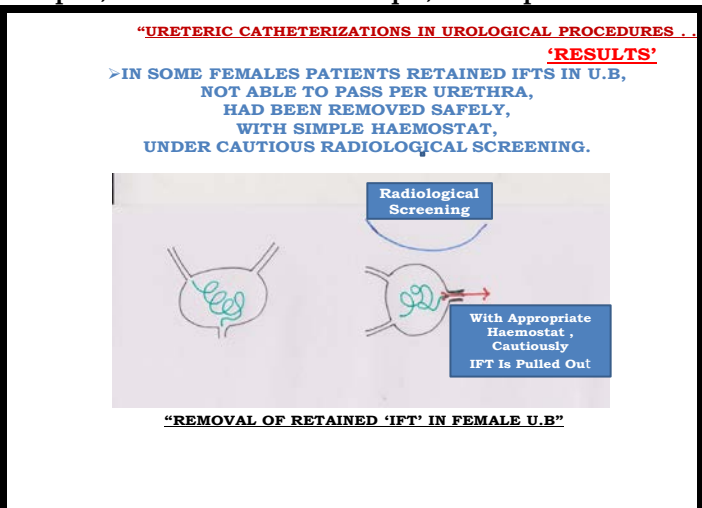 “URETERIC CATHETERIZATIONS IN UROLOGICAL PROCEDURES . .
‘RESULTS’
➢IN SOME FEMALES PATIENTS RETAINED IFTS IN U.B,
NOT ABLE TO PASS PER URETHRA,
HAD BEEN REMOVED SAFELY,
WITH SIMPLE HAEMOSTAT,
UNDER CAUTIOUS RADIOLOGICAL SCREENING.
Radiological
Screening
With Appropriate
Haemostat ,
Cautiously
IFT Is Pulled Out
“REMOVAL OF RETAINED ‘IFT’ IN FEMALE U.B”